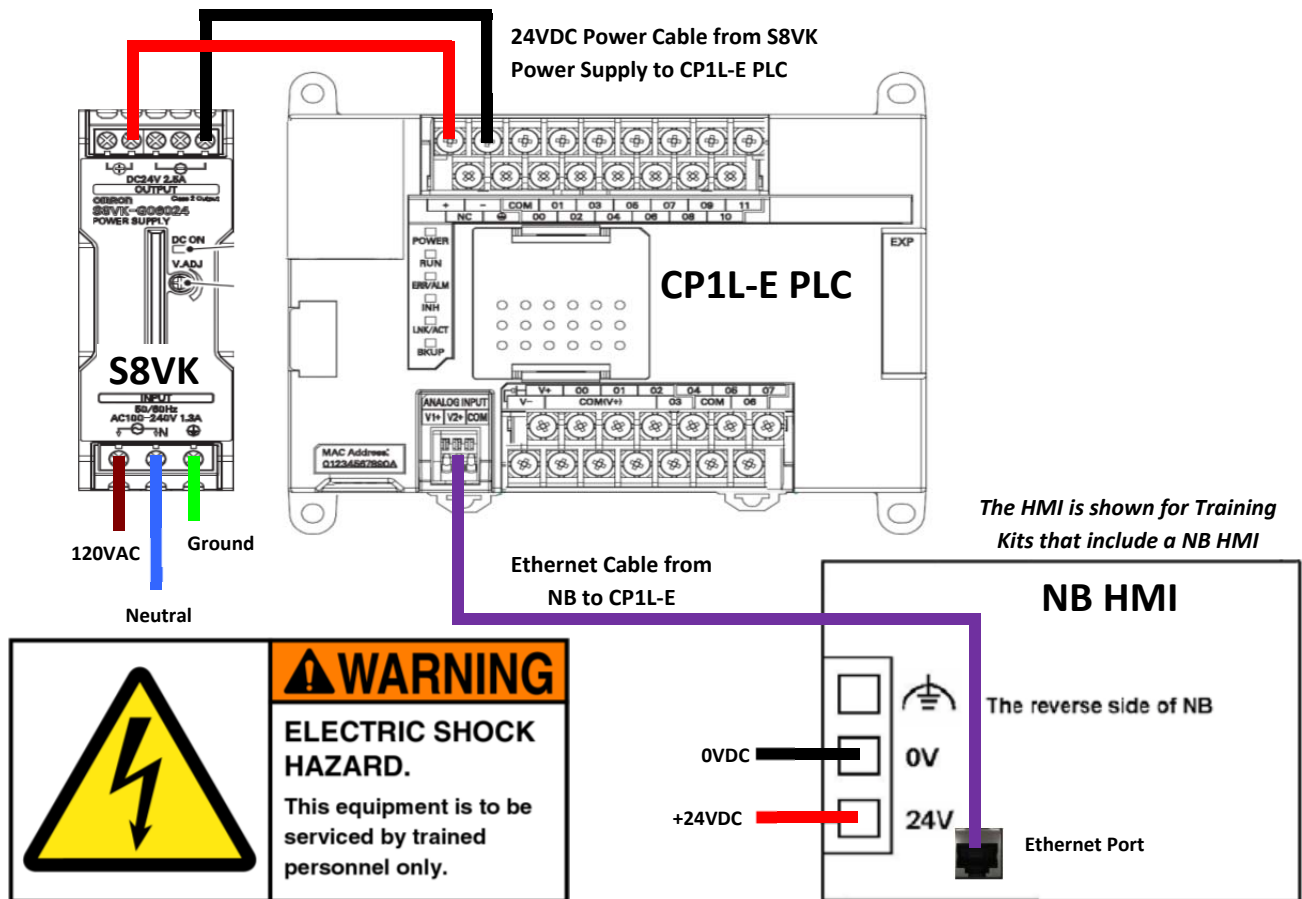 24VDC Power Cable from S8VK
Power Supply to CP1L-E PLC
DC24V 2.5A
OUTPUT
Class 2 Output
omron
S8VK-G06024
POWER SUPPLY
DC ON
V.ADJ
S8VK
INPUT
50/60Hz
AC100-240V 1.3A
N
120VAC
Ground
Neutral
+ - COM 01 03 05 07 09 11
NC 00 02 04 06 08 10
POWER
RUN
ERR/ALM
INH
LNK/ACT
BKUP
EXP
CP1L-E PLC
ANALOG INPUT
V1+ V2+ COM
MAC Address:
01234567890A
V+ 00 01 02 04 05 07
V- COM(V+) 03 COM 06
Ethernet Cable from
NB to CP1L-E
The HMI is shown for Training
Kits that include a NB HMI
NB HMI
The reverse side of NB
0VDC
0V
+24VDC
24V
Ethernet Port
WARNING
ELECTRIC SHOCK
HAZARD.
This equipment is to be
serviced by trained
personnel only.